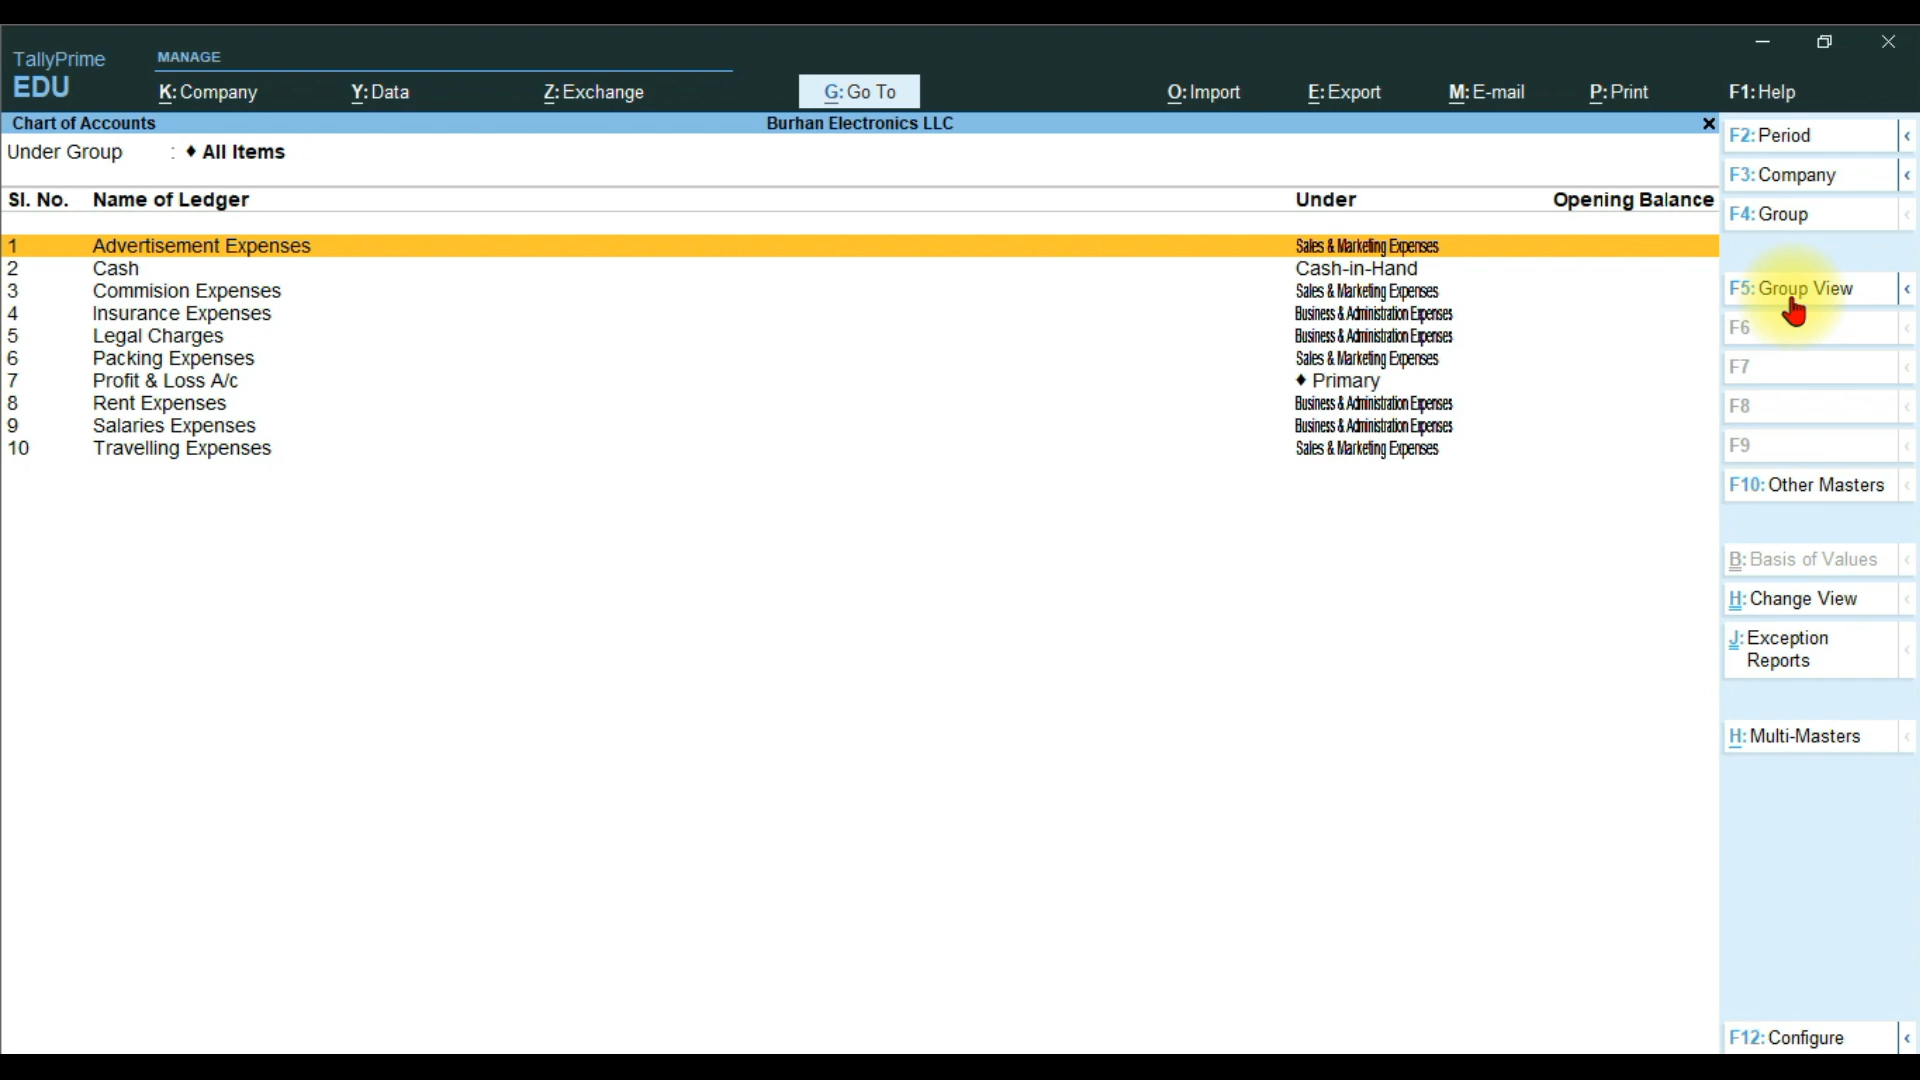 TallyPrime
EDU
MANAGE
K: Company
Y: Data
Z: Exchange
G: Go To
O: Import
E: Export
M: E-mail
P: Print
F1: Help
Chart of Accounts
Burhan Electronics LLC
Under Group : ♦ All Items
Sl. No. Name of Ledger Under Opening Balance
1 Advertisement Expenses Sales & Marketing Expenses
2 Cash Cash-in-Hand
3 Commision Expenses Sales & Marketing Expenses
4 Insurance Expenses Business & Administration Expenses
5 Legal Charges Business & Administration Expenses
6 Packing Expenses Sales & Marketing Expenses
7 Profit & Loss A/c ♦ Primary
8 Rent Expenses Business & Administration Expenses
9 Salaries Expenses Business & Administration Expenses
10 Travelling Expenses Sales & Marketing Expenses
F2: Period
F3: Company
F4: Group
F5: Group View
F6
F7
F8
F9
F10: Other Masters
B: Basis of Values
H: Change View
J: Exception
Reports
H: Multi-Masters
F12: Configure